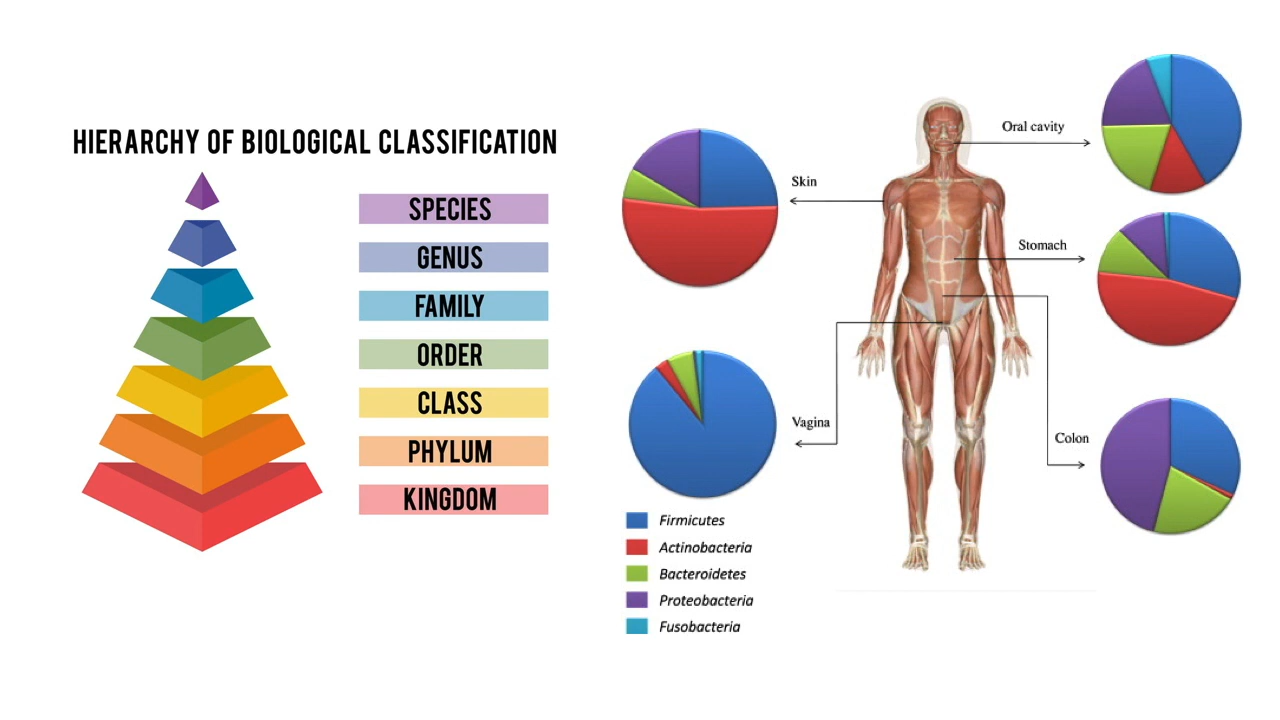 HIERARCHY OF BIOLOGICAL CLASSIFICATION
SPECIES
GENUS
FAMILY
ORDER
CLASS
PHYLUM
KINGDOM
Oral cavity
Skin
Stomach
Vagina
Colon
Firmicutes
Actinobacteria
Bacteroidetes
Proteobacteria
Fusobacteria